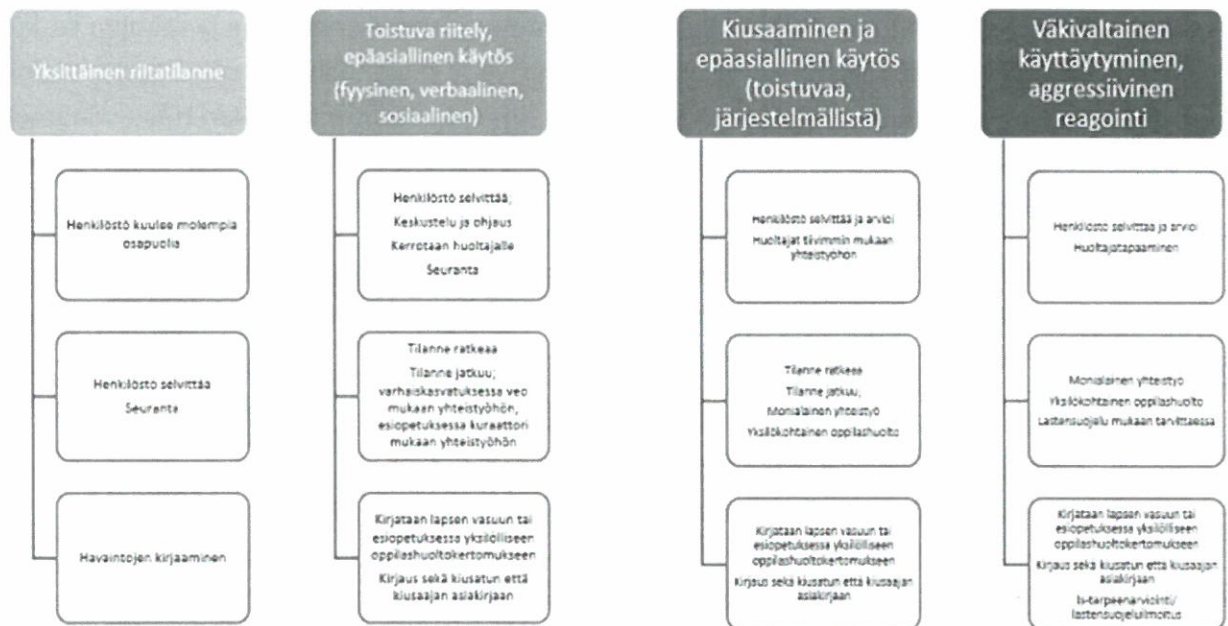 Yksittäinen riitatilanne
Henkilöstö kuulee molempia
osapuolia
Henkilöstö selvittää
Seuranta
Havaintojen kirjaaminen
Toistuva riitely,
epäasiallinen käytös
(fyysinen, verbaalinen,
sosiaalinen)
Henkilöstö selvittää;
Keskustelu ja ohjaus
Kerrotaan huoltajalle
Seuranta
Tilanne ratkeaa
Tilanne jatkuu;
varhaiskasvatuksessa veo
mukaan yhteistyöhön,
esiopetuksessa kuraattori
mukaan yhteistyöhön
Kirjataan lapsen vasuun tai
esiopetuksessa yksilölliseen
oppilashuoltokertomukseen
Kirjaus sekä kiusatun että
kiusaajan asiakirjaan
Kiusaaminen ja
epäasiallinen käytös
(toistuvaa,
järjestelmällistä)
Henkilöstö selvittää ja arvioi
Huoltajat tiivimmin mukaan
yhteistyöhön
Tilanne ratkeaa
Tilanne jatkuu;
Monialainen yhteistyö
Yksilökohtainen oppilashuolto
Kirjataan lapsen vasuun tai
esiopetuksessa yksilölliseen
oppilashuoltokertomukseen
Kirjaus sekä kiusatun että kiusaajan
asiakirjaan
Väkivaltainen
käyttäytyminen,
aggressiivinen
reagointi
Henkilöstö selvittää ja arvioi
Huoltajatapaaminen
Monialainen yhteistyö
Yksilökohtainen oppilashuolto
Lastensuojelu mukaan tarvittaessa
Kirjataan lapsen vasuun tai
esiopetuksessa yksilölliseen
oppilashuoltokertomukseen
Kirjaus sekä kiusatun että kiusaajan
asiakirjaan
ls-tarpeenarviointi/
lastensuojeluilmoitus